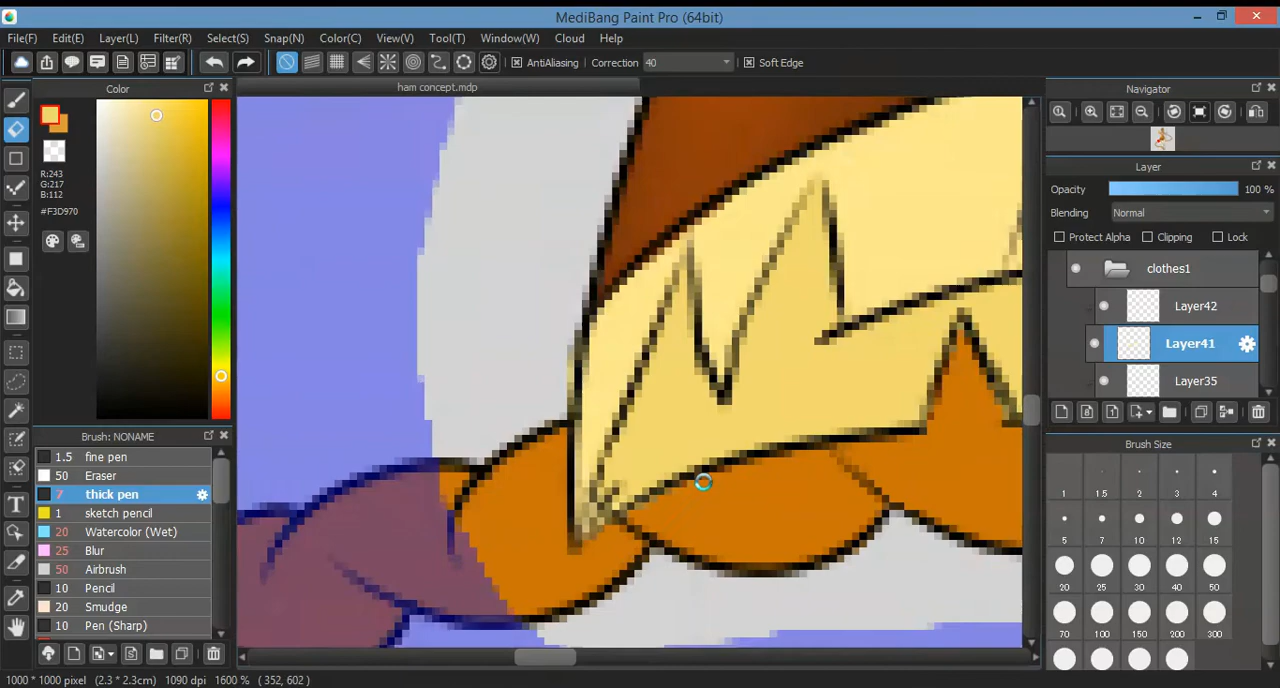 MediBang Paint Pro (64bit)
File(F) Edit(E) Layer(L) Filter(R) Select(S) Snap(N) Color(C) View(V) Tool(T) Window(W) Cloud Help
AntiAliasing Correction 40 Soft Edge
Color
ham concept.mdp
Navigator
R:243
G:217
B:112
#F3D970
Layer
Opacity 100 %
Blending Normal
Protect Alpha Clipping Lock
clothes1
Layer42
Layer41
Layer35
Brush: NONAME
1.5 fine pen
50 Eraser
7 thick pen
1 sketch pencil
20 Watercolor (Wet)
25 Blur
50 Airbrush
10 Pencil
20 Smudge
10 Pen (Sharp)
Brush Size
1 1.5 2 3 4
5 7 10 12 15
20 25 30 40 50
70 100 150 200 300
1000 * 1000 pixel (2.3 * 2.3cm) 1090 dpi 1600 % ( 352, 602 )